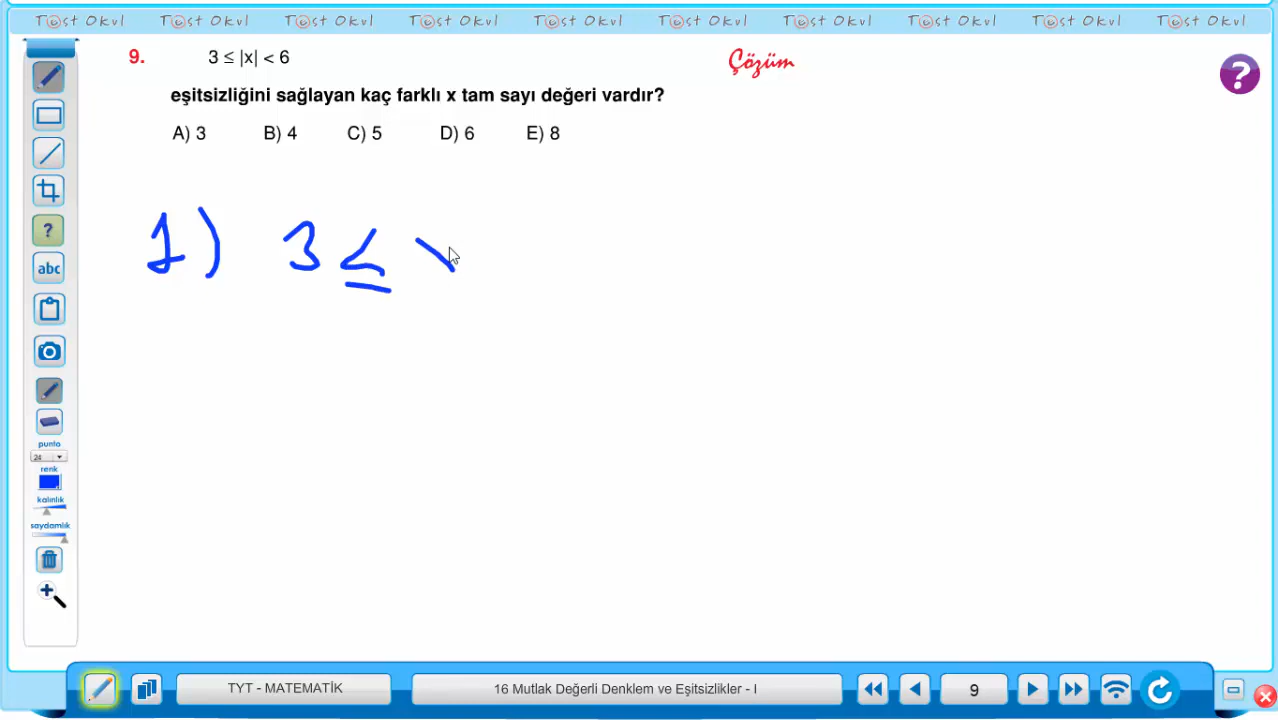 Test Okul Test Okul Test Okul Test Okul Test Okul Test Okul Test Okul Test Okul Test Okul Test Okul
9. 3 ≤ |x| < 6
Çözüm
?
eşitsizliğini sağlayan kaç farklı x tam sayı değeri vardır?
A) 3 B) 4 C) 5 D) 6 E) 8
1) 3 ≤
?
abc
punto
24
renk
kalınlık
saydamlık
TYT - MATEMATİK
16 Mutlak Değerli Denklem ve Eşitsizlikler - I
9